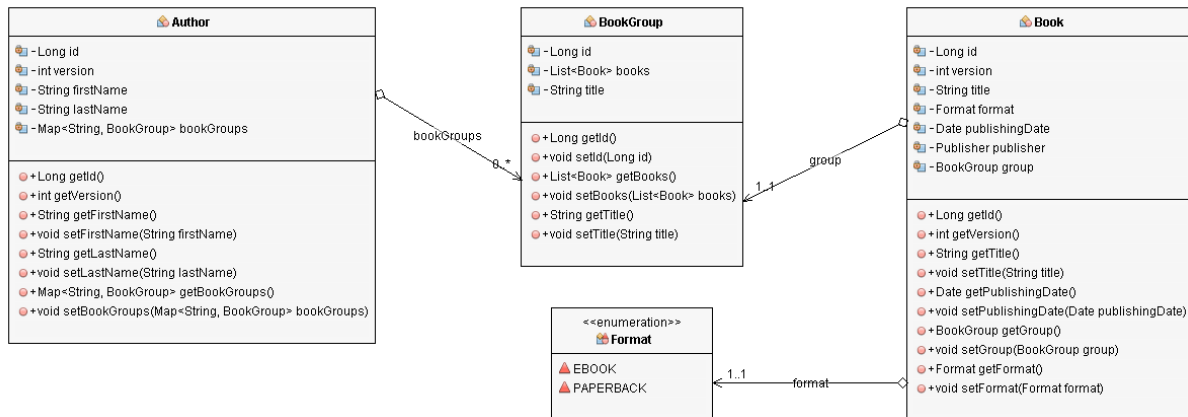 Author
- Long id
- int version
- String firstName
- String lastName
- Map<String, BookGroup> bookGroups
+ Long getId()
+ int getVersion()
+ String getFirstName()
+ void setFirstName(String firstName)
+ String getLastName()
+ void setLastName(String lastName)
+ Map<String, BookGroup> getBookGroups()
+ void setBookGroups(Map<String, BookGroup> bookGroups)
bookGroups
0..*
BookGroup
- Long id
- List<Book> books
- String title
+ Long getId()
+ void setId(Long id)
+ List<Book> getBooks()
+ void setBooks(List<Book> books)
+ String getTitle()
+ void setTitle(String title)
group
1..1
Book
- Long id
- int version
- String title
- Format format
- Date publishingDate
- Publisher publisher
- BookGroup group
+ Long getId()
+ int getVersion()
+ String getTitle()
+ void setTitle(String title)
+ Date getPublishingDate()
+ void setPublishingDate(Date publishingDate)
+ BookGroup getGroup()
+ void setGroup(BookGroup group)
+ Format getFormat()
+ void setFormat(Format format)
<<enumeration>>
Format
EBOOK
PAPERBACK
1..1
format